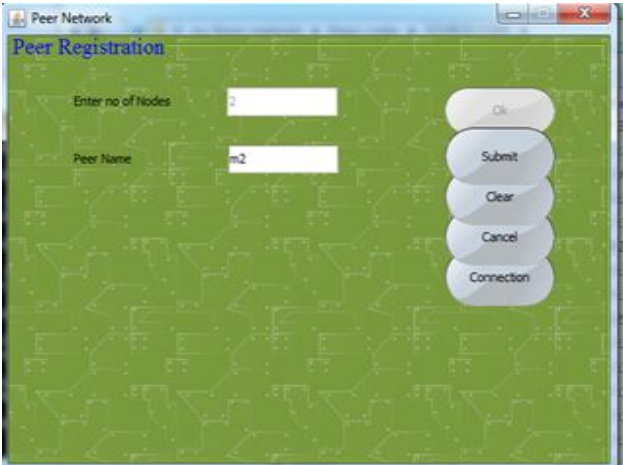 Peer Network
Peer Registration
Enter no of Nodes 2
Ok
Peer Name m2
Submit
Clear
Cancel
Connection